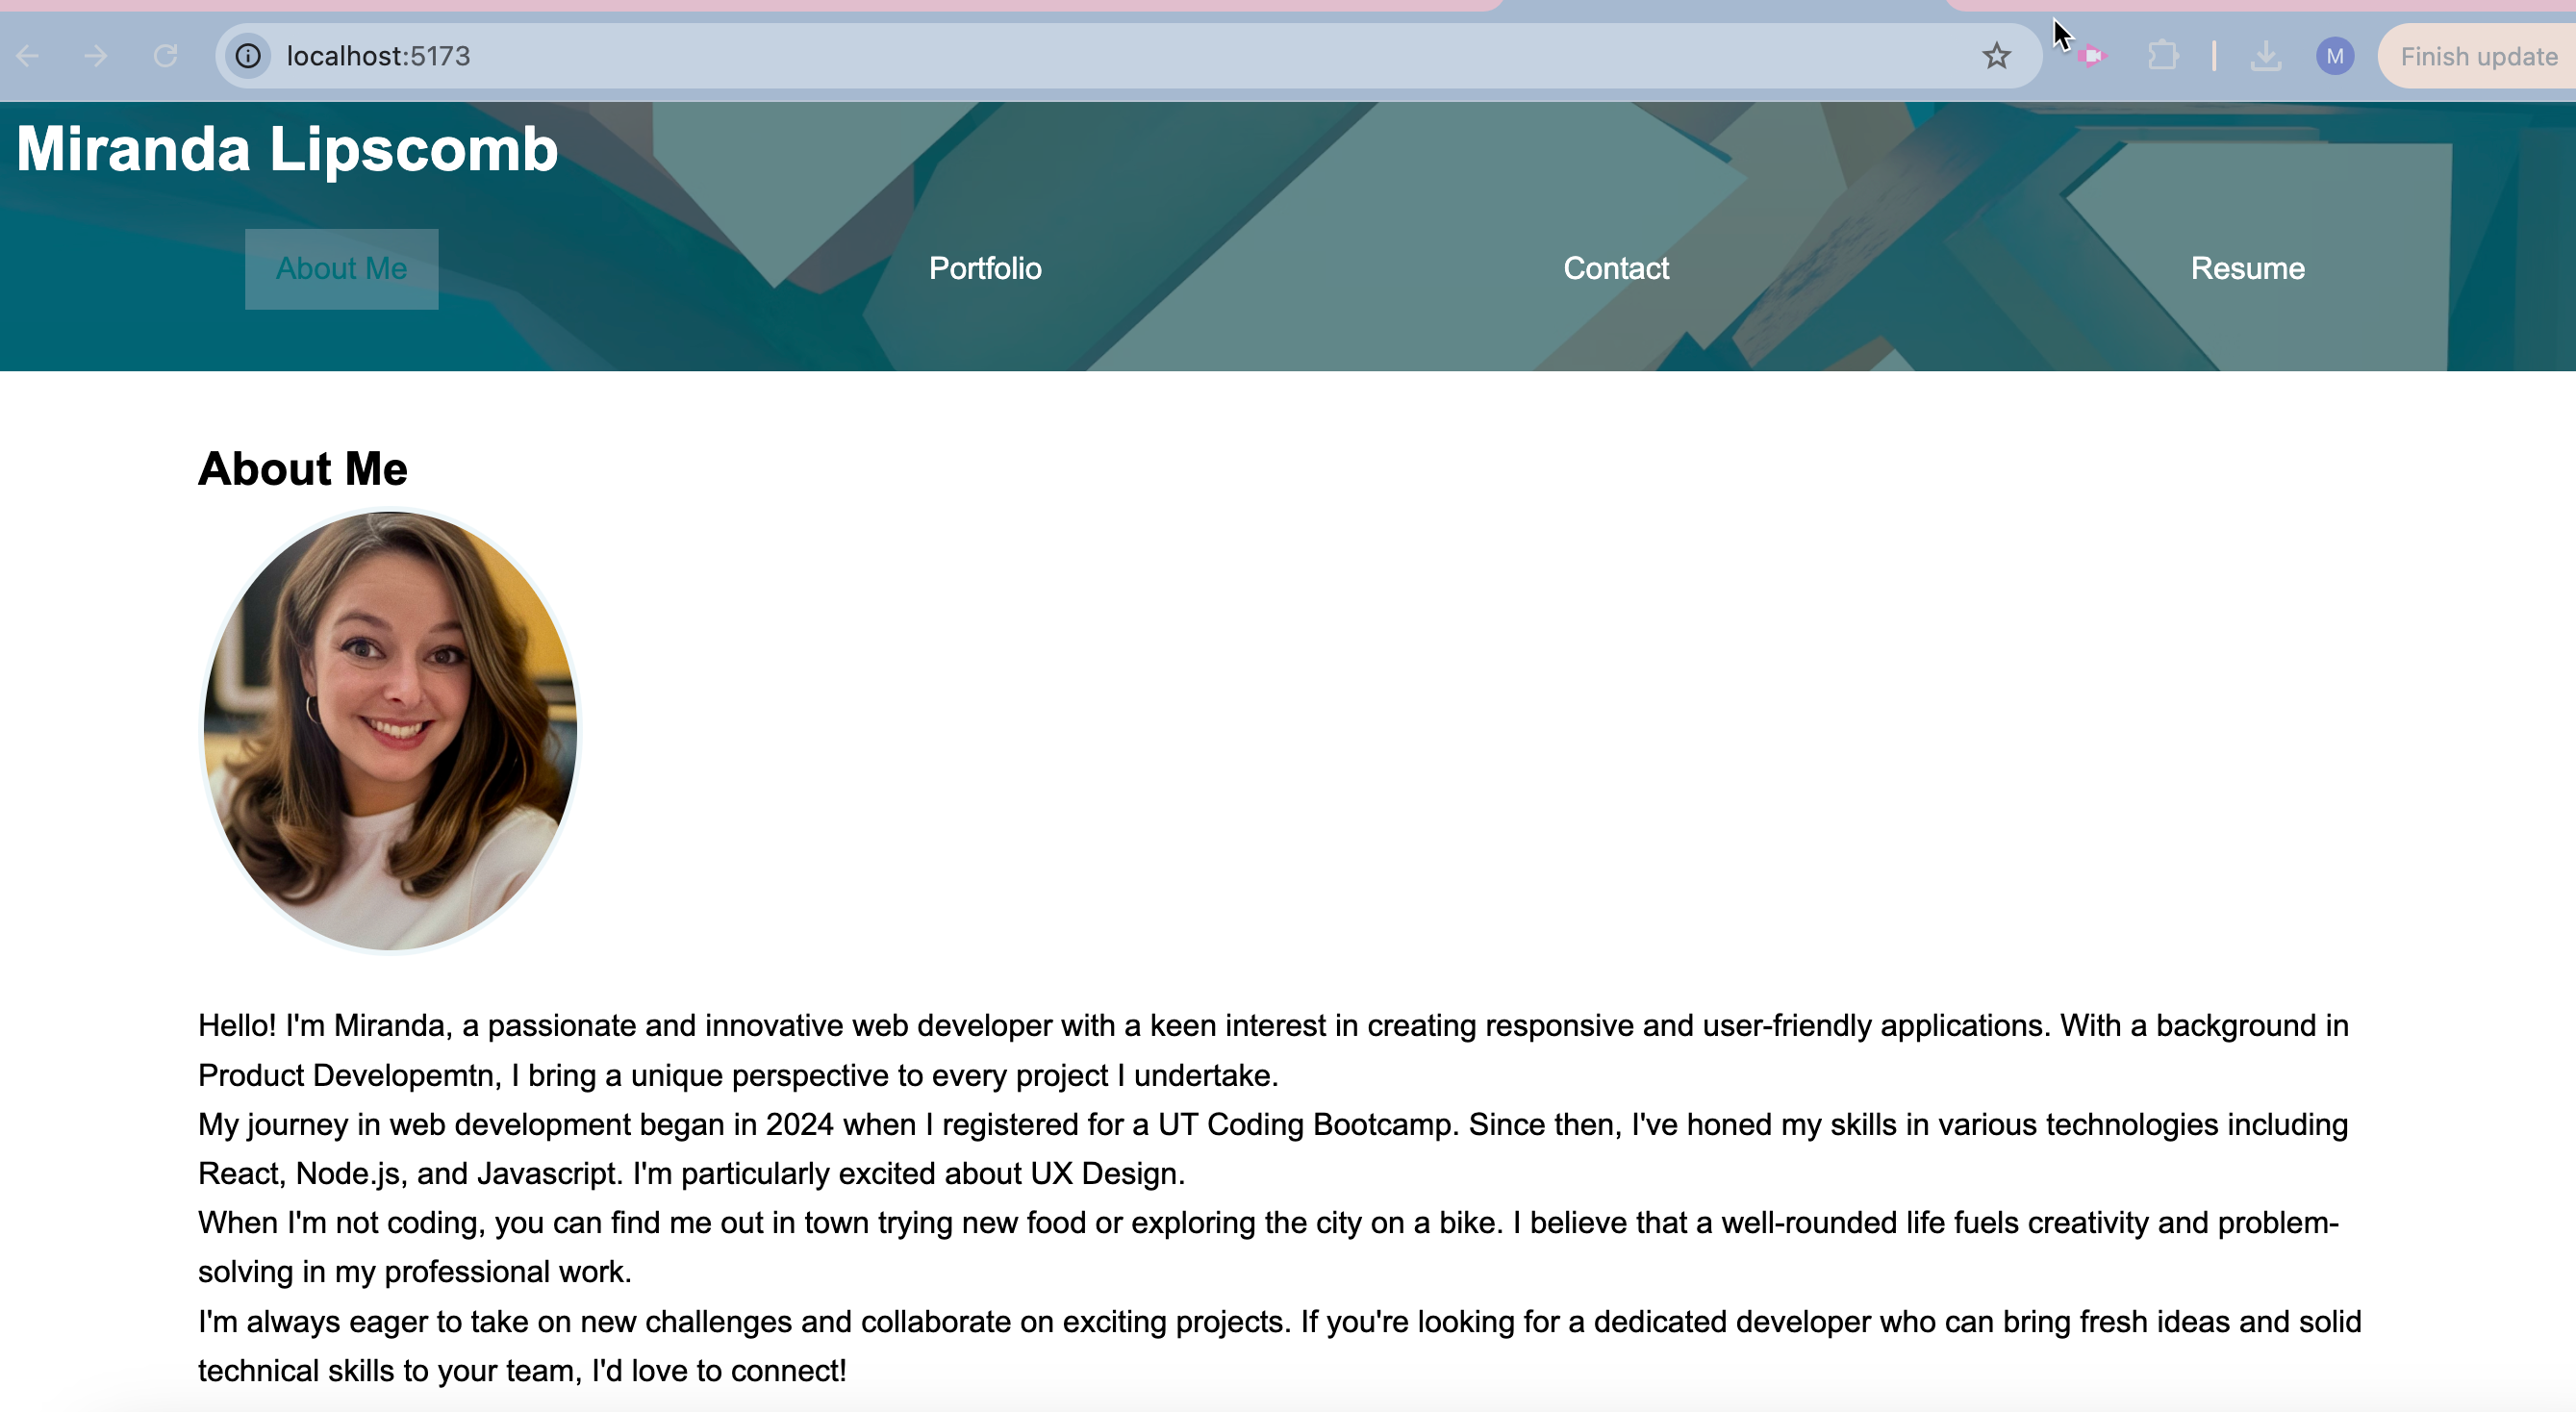 localhost:5173
M
Finish update
Miranda Lipscomb
About Me
Portfolio
Contact
Resume
About Me
Hello! I'm Miranda, a passionate and innovative web developer with a keen interest in creating responsive and user-friendly applications. With a background in
Product Developemtn, I bring a unique perspective to every project I undertake.
My journey in web development began in 2024 when I registered for a UT Coding Bootcamp. Since then, I've honed my skills in various technologies including
React, Node.js, and Javascript. I'm particularly excited about UX Design.
When I'm not coding, you can find me out in town trying new food or exploring the city on a bike. I believe that a well-rounded life fuels creativity and problem-
solving in my professional work.
I'm always eager to take on new challenges and collaborate on exciting projects. If you're looking for a dedicated developer who can bring fresh ideas and solid
technical skills to your team, I'd love to connect!